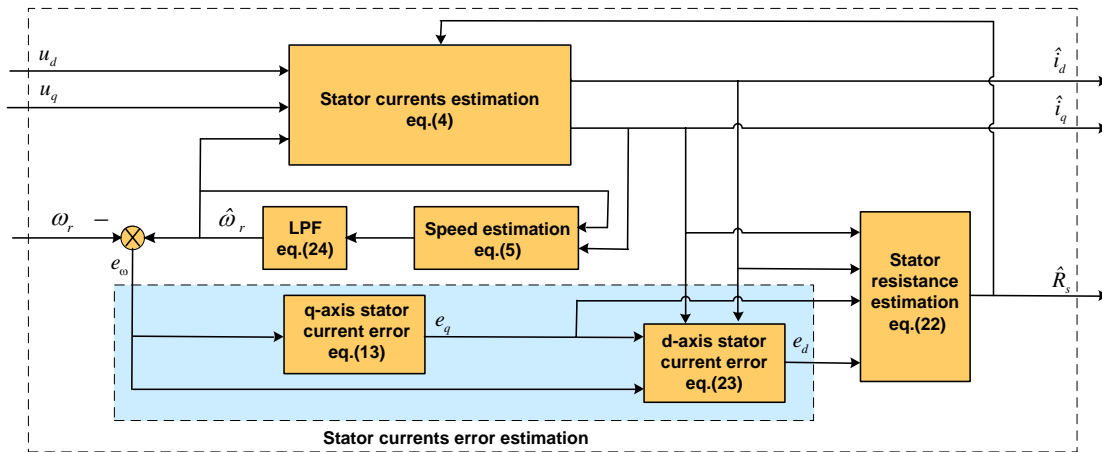 u_d
u_q
Stator currents estimation
eq.(4)
î_d
î_q
ω_r
−
ω̂_r
LPF
eq.(24)
Speed estimation
eq.(5)
e_ω
Stator
resistance
estimation
eq.(22)
R̂_s
q-axis stator
current error
eq.(13)
e_q
d-axis stator
current error
eq.(23)
e_d
Stator currents error estimation